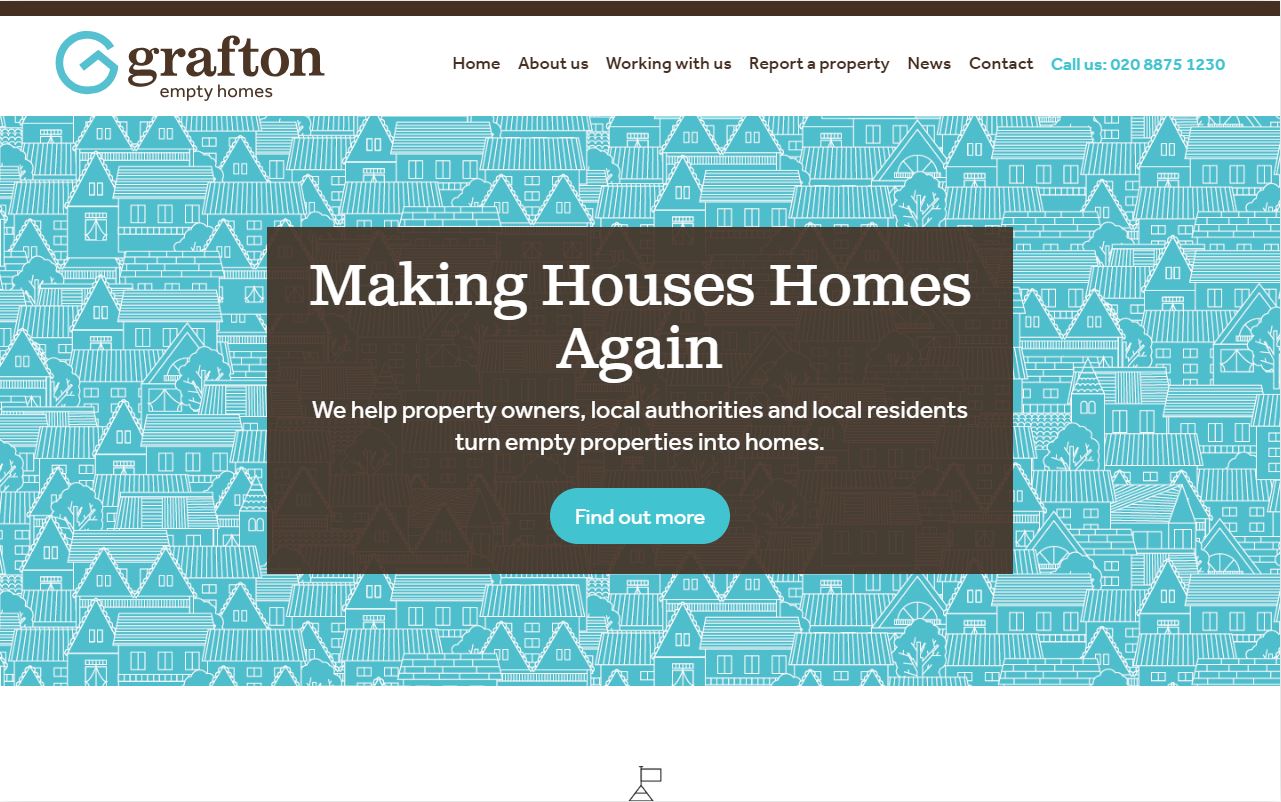 grafton
empty homes
Home About us Working with us Report a property News Contact Call us: 020 8875 1230
Making Houses Homes
Again
We help property owners, local authorities and local residents
turn empty properties into homes.
Find out more